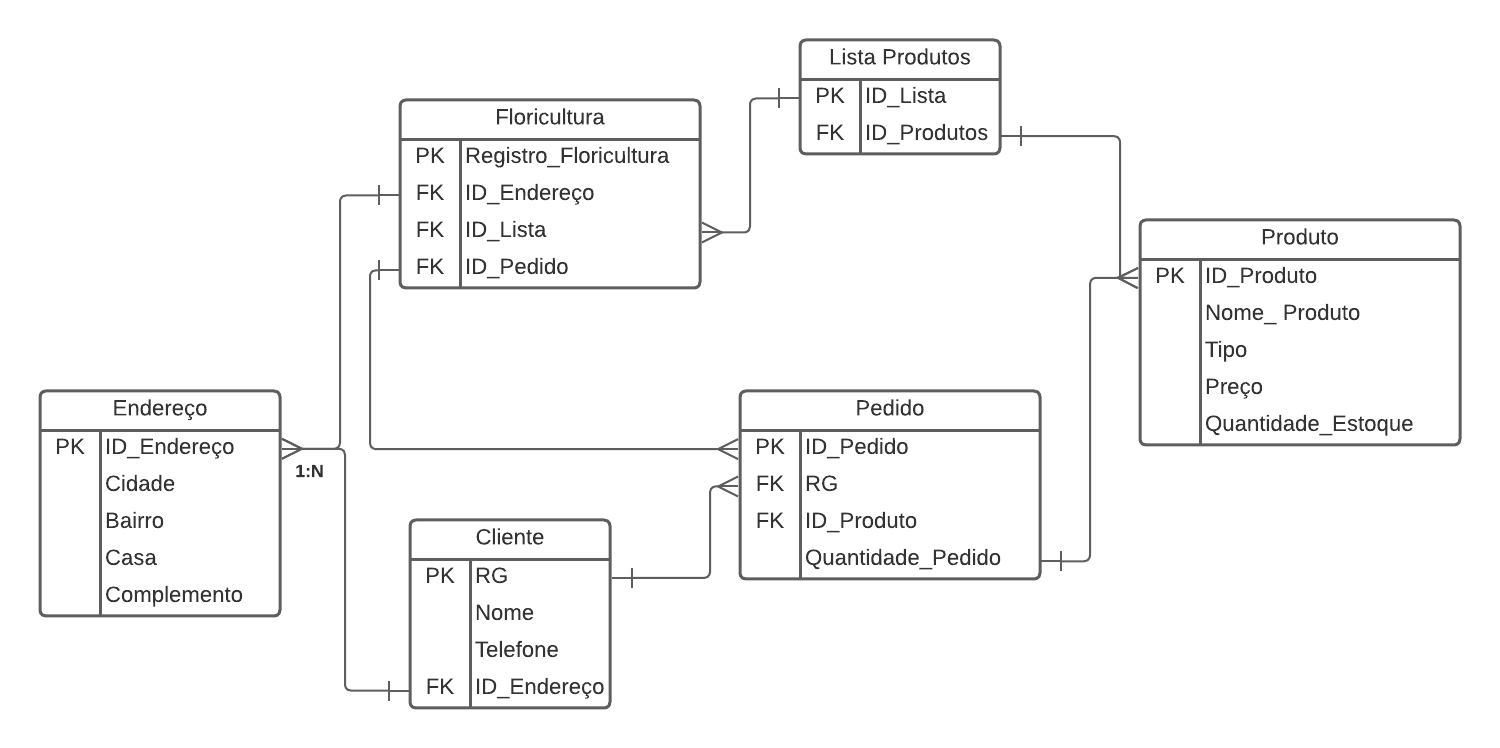 Lista Produtos
PK ID_Lista
FK ID_Produtos
Floricultura
PK Registro_Floricultura
FK ID_Endereço
FK ID_Lista
FK ID_Pedido
Produto
PK ID_Produto
Nome_ Produto
Tipo
Preço
Quantidade_Estoque
Endereço
PK ID_Endereço
Cidade
Bairro
Casa
Complemento
1:N
Pedido
PK ID_Pedido
FK RG
FK ID_Produto
Quantidade_Pedido
Cliente
PK RG
Nome
Telefone
FK ID_Endereço